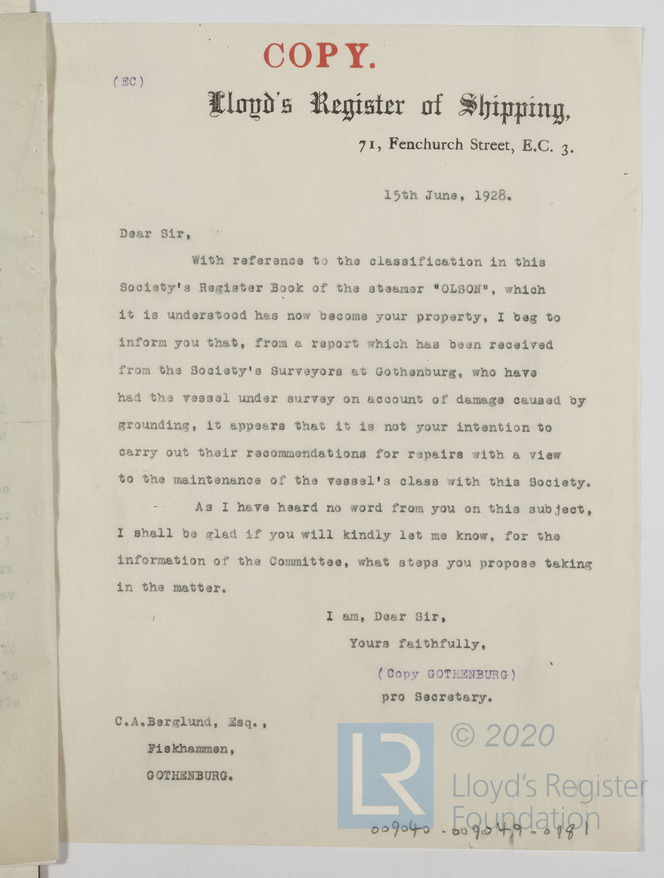 COPY.
(EC)
Lloyd's Register of Shipping,
71, Fenchurch Street, E.C. 3.
15th June, 1928.
Dear Sir,
With reference to the classification in this
Society's Register Book of the steamer "OLSON", which
it is understood has now become your property, I beg to
inform you that, from a report which has been received
from the Society's Surveyors at Gothenburg, who have
had the vessel under survey on account of damage caused by
grounding, it appears that it is not your intention to
carry out their recommendations for repairs with a view
to the maintenance of the vessel's class with this Society.
As I have heard no word from you on this subject,
I shall be glad if you will kindly let me know, for the
information of the Committee, what steps you propose taking
in the matter.
I am, Dear Sir,
Yours faithfully,
(Copy GOTHENBURG)
pro Secretary.
C.A.Berglund, Esq.,
Fiskhamnen,
GOTHENBURG.
LR
© 2020
Lloyd's Register
Foundation
009040-009049-0181